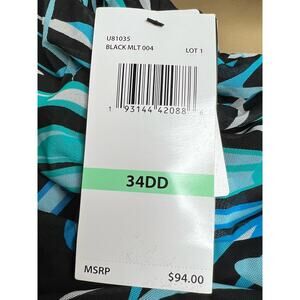 U81035
BLACK MLT 004
LOT 1
1 93144 42088 6
34DD
MSRP
$94.00